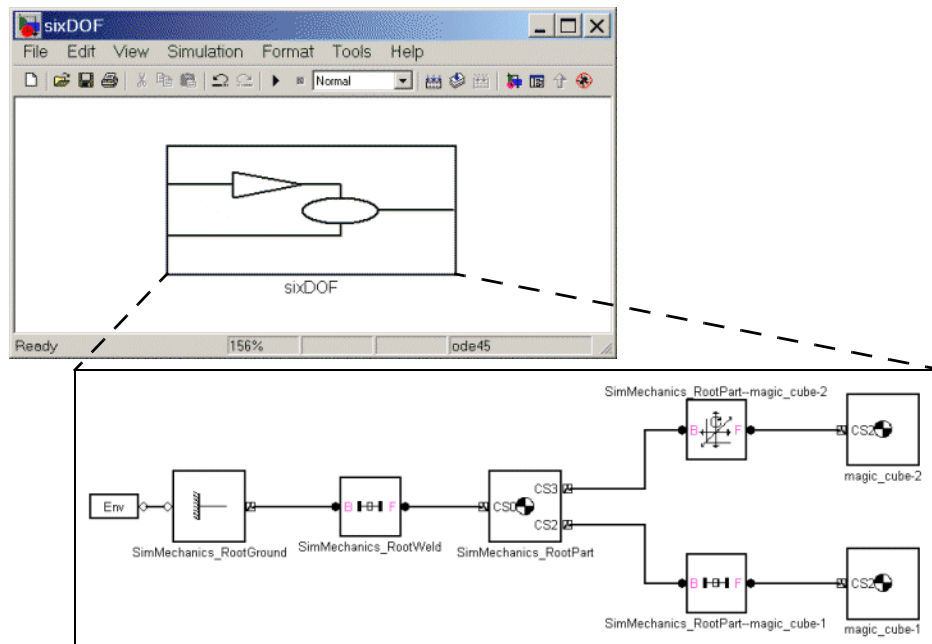 sixDOF
File Edit View Simulation Format Tools Help
Normal
sixDOF
Ready 156% ode45
SimMechanics_RootPart--magic_cube-2
B F
CS2
magic_cube-2
Env
SimMechanics_RootGround
B F
SimMechanics_RootWeld
CS0
CS3
CS2
SimMechanics_RootPart
B F
SimMechanics_RootPart--magic_cube-1
CS2
magic_cube-1